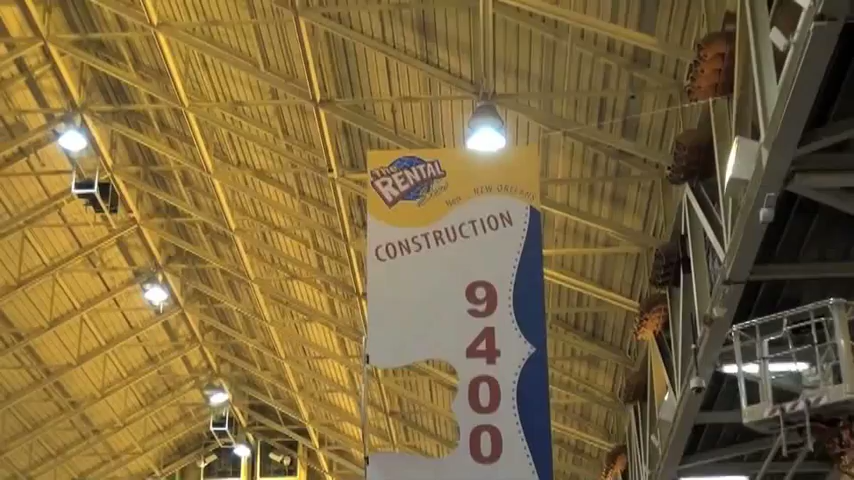 The
RENTAL
Show
New ORLEANS
CONSTRUCTION
9
4
0
0